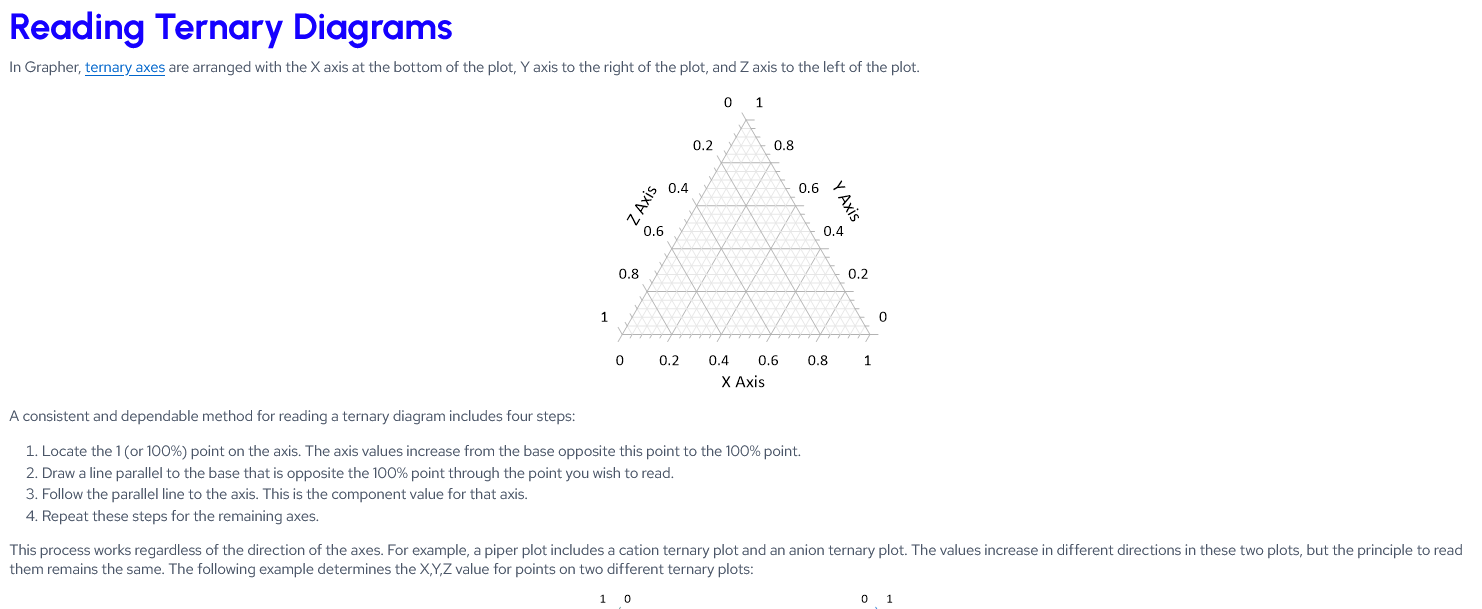 Reading Ternary Diagrams
In Grapher, ternary axes are arranged with the X axis at the bottom of the plot, Y axis to the right of the plot, and Z axis to the left of the plot.
0 1
0.2 0.8
Z Axis 0.4 0.6 Y Axis
0.6 0.4
0.8 0.2
1 0
0 0.2 0.4 0.6 0.8 1
X Axis
A consistent and dependable method for reading a ternary diagram includes four steps:
1. Locate the 1 (or 100%) point on the axis. The axis values increase from the base opposite this point to the 100% point.
2. Draw a line parallel to the base that is opposite the 100% point through the point you wish to read.
3. Follow the parallel line to the axis. This is the component value for that axis.
4. Repeat these steps for the remaining axes.
This process works regardless of the direction of the axes. For example, a piper plot includes a cation ternary plot and an anion ternary plot. The values increase in different directions in these two plots, but the principle to read
them remains the same. The following example determines the X,Y,Z value for points on two different ternary plots:
1 0 0 1